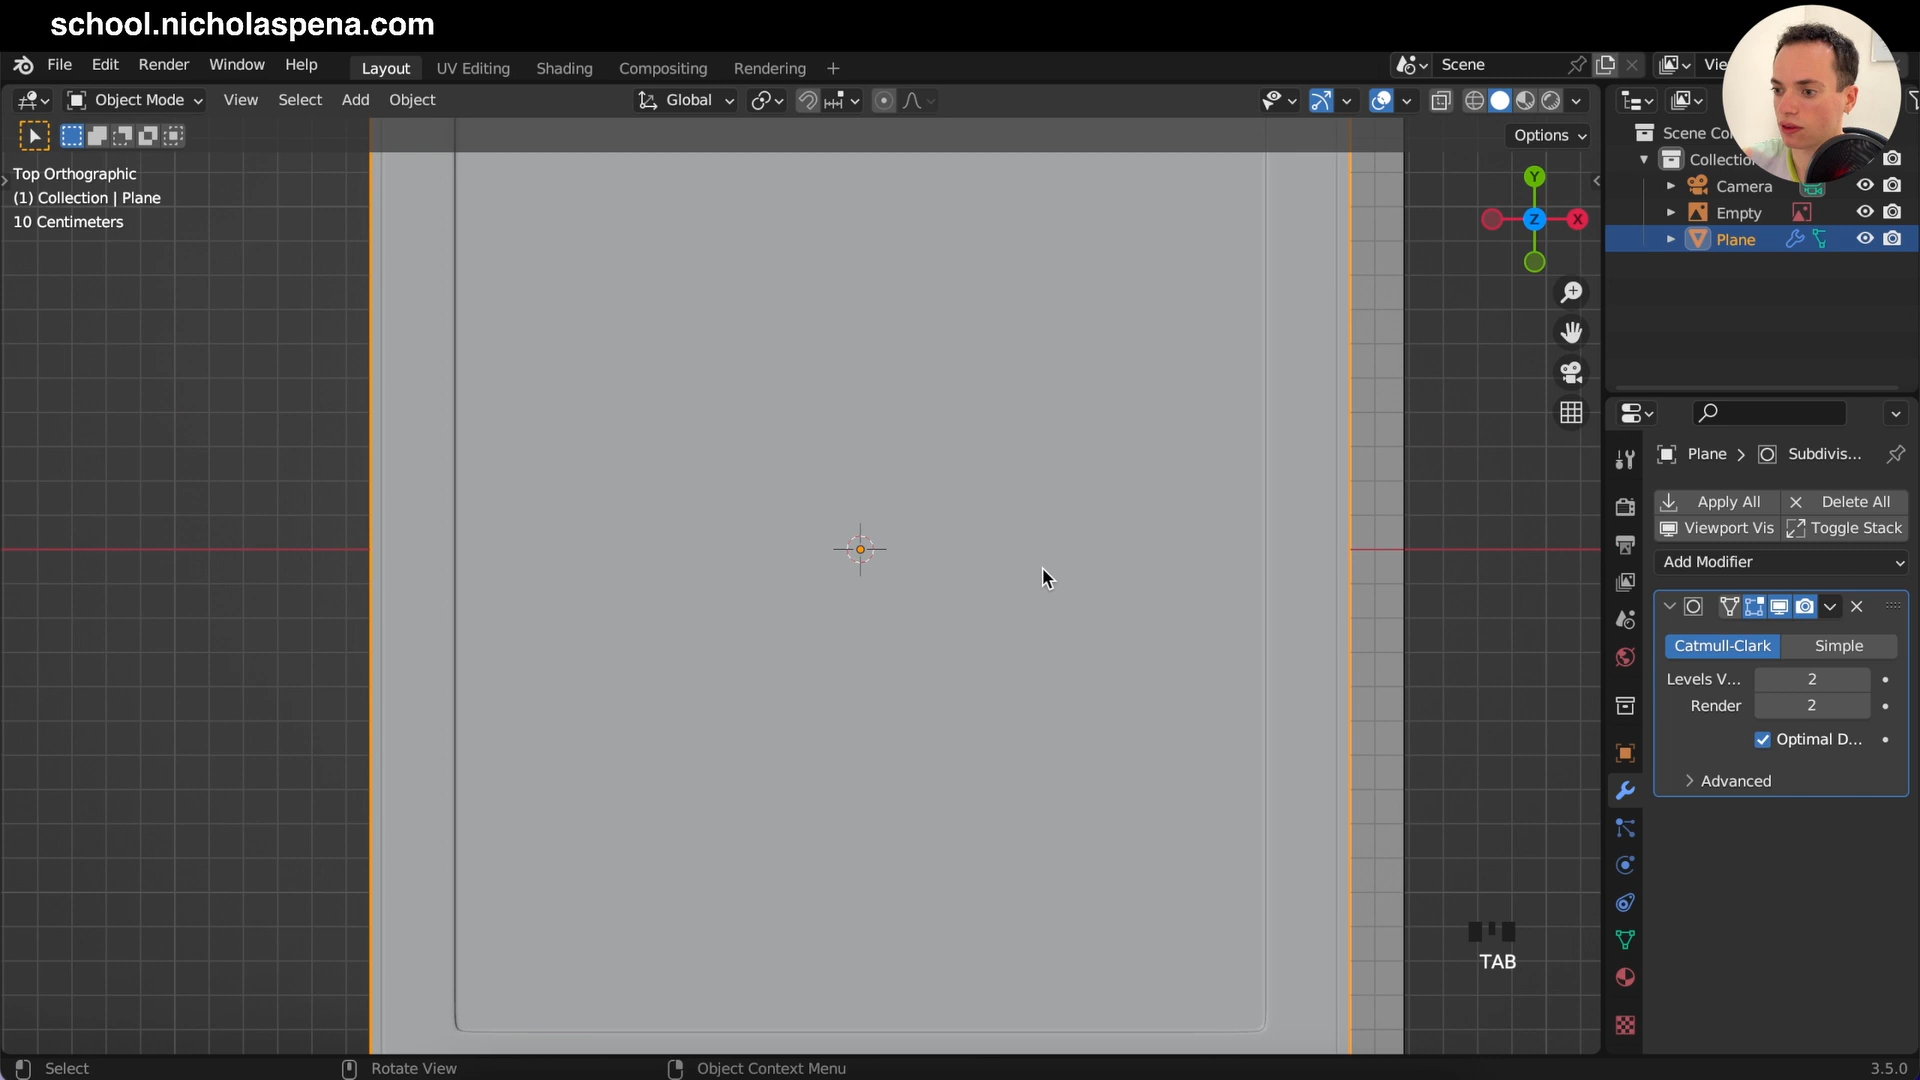 school.nicholaspena.com
File Edit Render Window Help Layout UV Editing Shading Compositing Rendering + Scene
Object Mode View Select Add Object Global
Options
Top Orthographic
(1) Collection | Plane
10 Centimeters
Y
Z X
Camera
Empty
Plane
Plane > Subdivis...
Apply All Delete All
Viewport Vis Toggle Stack
Add Modifier
Catmull-Clark Simple
Levels V... 2
Render 2
Optimal D...
Advanced
TAB
Select Rotate View Object Context Menu 3.5.0